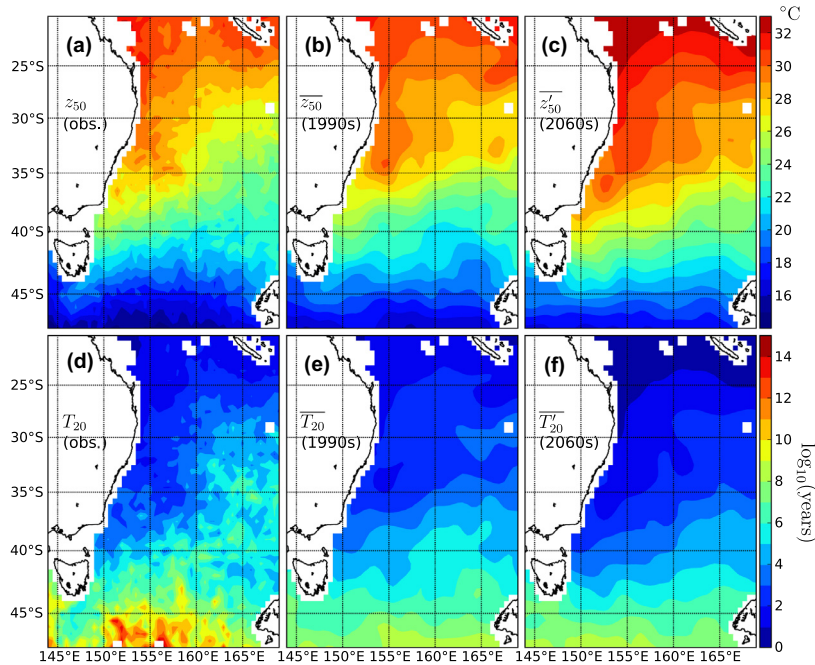 °C
(a)
(b)
(c)
32
30
28
26
24
22
20
18
16
25°S
30°S
35°S
40°S
45°S
z₅₀
(obs.)
z₅₀
(1990s)
z′₅₀
(2060s)
(d)
(e)
(f)
14
12
10
8
6
4
2
0
log₁₀(years)
25°S
30°S
35°S
40°S
45°S
T₂₀
(obs.)
T₂₀
(1990s)
T′₂₀
(2060s)
145°E 150°E 155°E 160°E 165°E
145°E 150°E 155°E 160°E 165°E
145°E 150°E 155°E 160°E 165°E